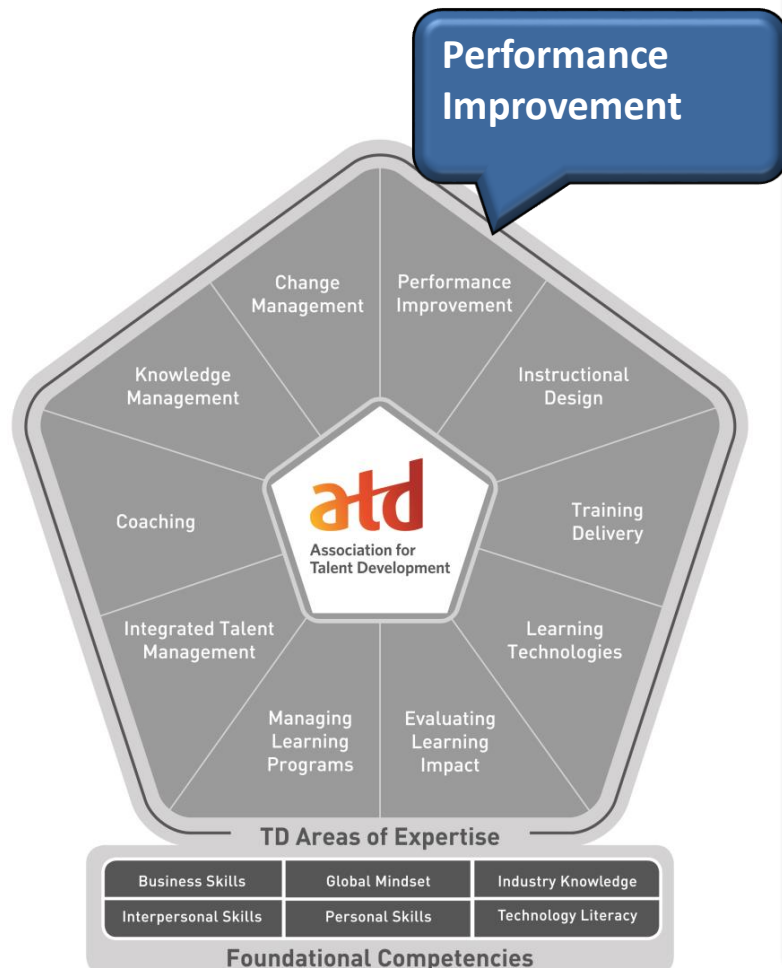 Performance
Improvement
Change
Management
Performance
Improvement
Knowledge
Management
Instructional
Design
Coaching
atd
Association for
Talent Development
Training
Delivery
Integrated Talent
Management
Learning
Technologies
Managing
Learning
Programs
Evaluating
Learning
Impact
TD Areas of Expertise
Business Skills
Global Mindset
Industry Knowledge
Interpersonal Skills
Personal Skills
Technology Literacy
Foundational Competencies